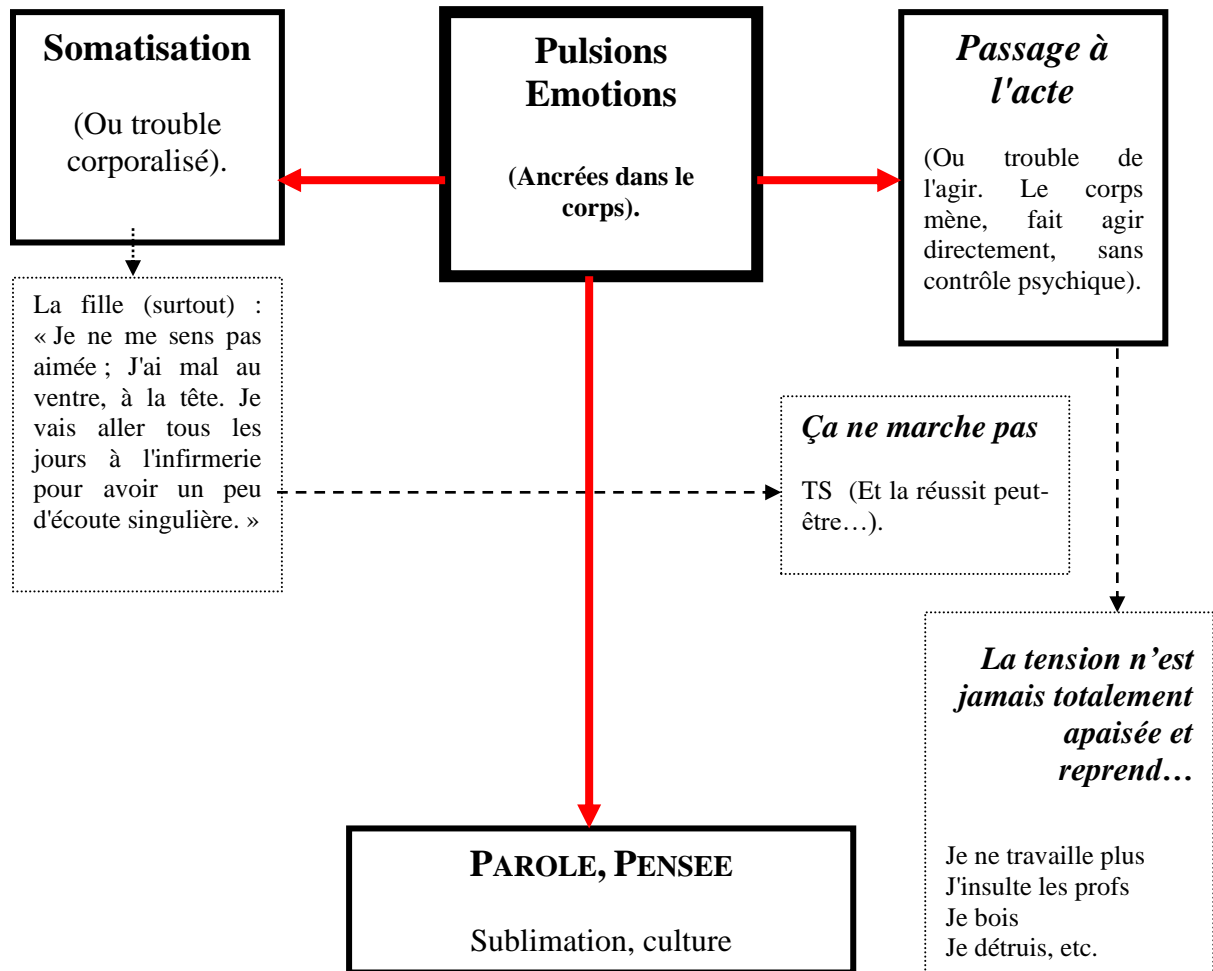 Somatisation
(Ou trouble
corporalisé).
Pulsions
Emotions
(Ancrées dans le
corps).
Passage à
l'acte
(Ou trouble de
l'agir. Le corps
mène, fait agir
directement, sans
contrôle psychique).
La fille (surtout) :
« Je ne me sens pas
aimée ; J'ai mal au
ventre, à la tête. Je
vais aller tous les
jours à l'infirmerie
pour avoir un peu
d'écoute singulière. »
Ça ne marche pas
TS (Et la réussit peut-
être…).
La tension n’est
jamais totalement
apaisée et
reprend…
Je ne travaille plus
J'insulte les profs
Je bois
Je détruis, etc.
PAROLE, PENSEE
Sublimation, culture